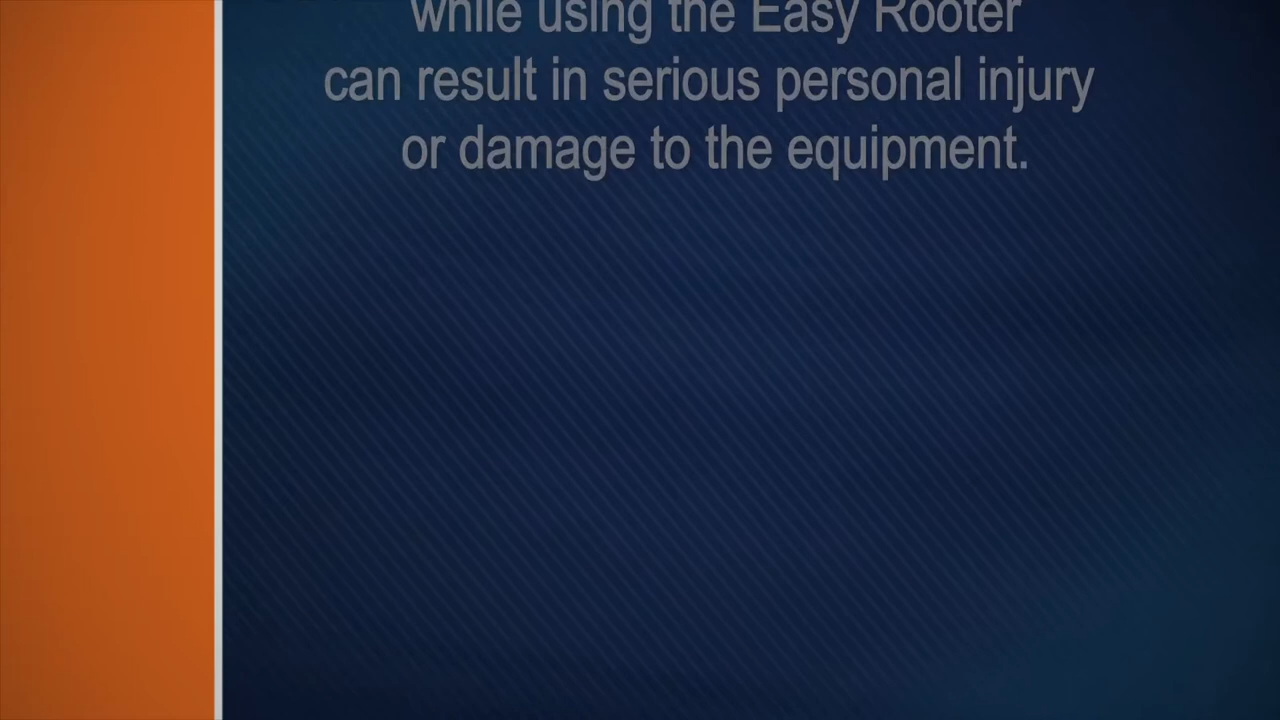 while using the Easy Rooter
can result in serious personal injury
or damage to the equipment.